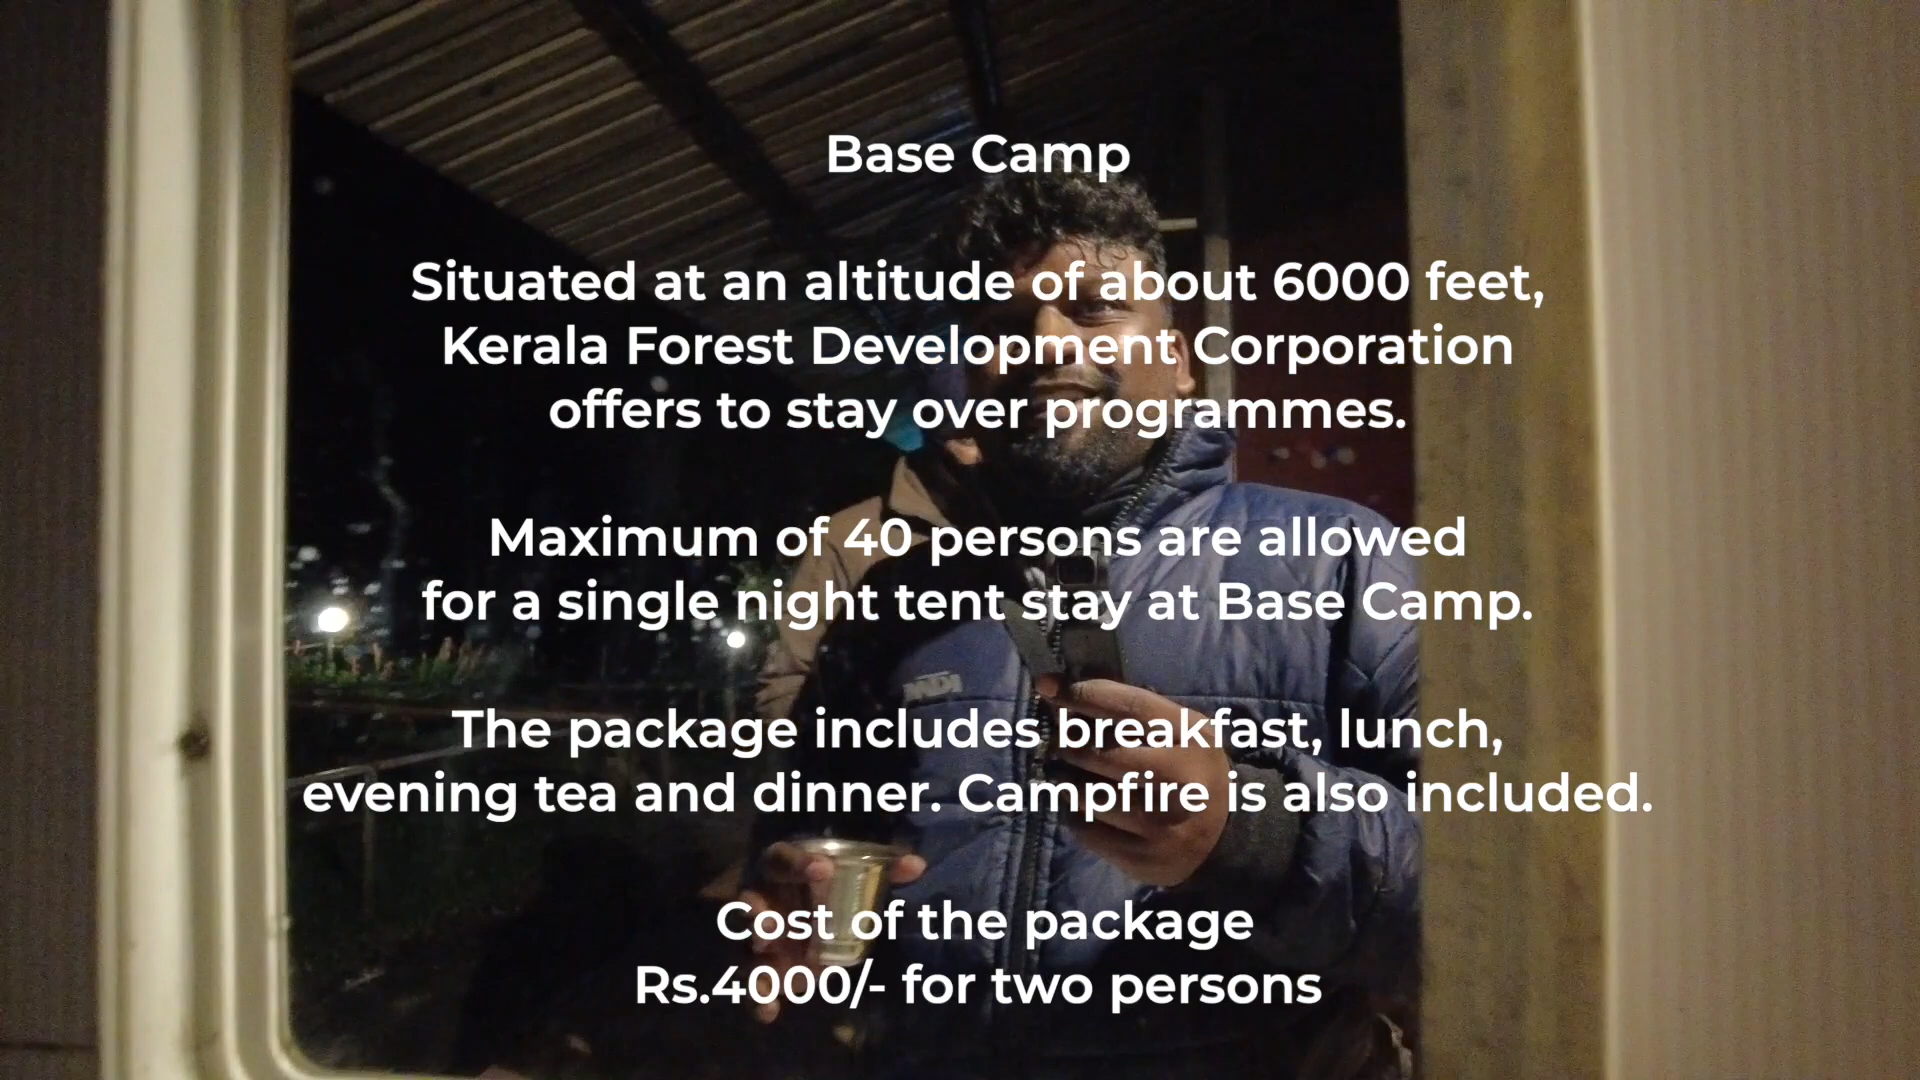 Base Camp
Situated at an altitude of about 6000 feet,
Kerala Forest Development Corporation
offers to stay over programmes.
Maximum of 40 persons are allowed
for a single night tent stay at Base Camp.
The package includes breakfast, lunch,
evening tea and dinner. Campfire is also included.
Cost of the package
Rs.4000/- for two persons